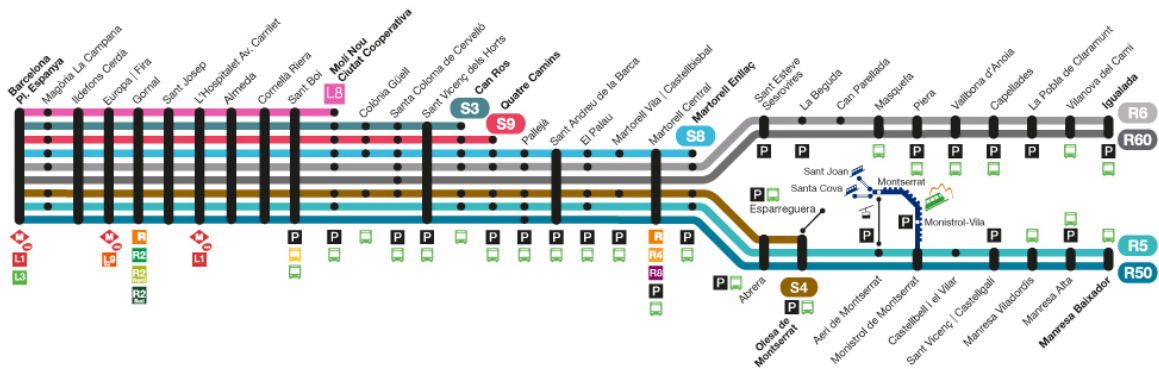 Barcelona
Pl. Espanya
Magòria La Campana
Ildefons Cerdà
Europa | Fira
Gornal
Sant Josep
L'Hospitalet Av. Carrilet
Almeda
Cornellà Riera
Sant Boi
Molí Nou
Ciutat Cooperativa
L8
Colònia Güell
Santa Coloma de Cervelló
Sant Vicenç dels Horts
Can Ros
S3
Quatre Camins
S9
Pallejà
Sant Andreu de la Barca
El Palau
Martorell Vila | Castellbisbal
Martorell Central
Martorell Enllaç
S8
Sant Esteve
Sesrovires
La Beguda
Can Parellada
Masquefa
Piera
Vallbona d'Anoia
Capellades
La Pobla de Claramunt
Vilanova del Camí
Igualada
R6
R60
P P P P P P P P
Sant Joan
Santa Cova
Montserrat
Monistrol-Vila
P
P
Esparreguera
M
L1
L3
M
L9
R
R2
R2
R2
M
L1
P P P P P P P P P P
R
R4
R8
P
P
P
S4
P
P
R5
R50
Abrera
Olesa de
Montserrat
Aeri de Montserrat
Monistrol de Montserrat
Castellbell i el Vilar
Sant Vicenç | Castellgalí
Manresa Viladordis
Manresa Alta
Manresa Baixador